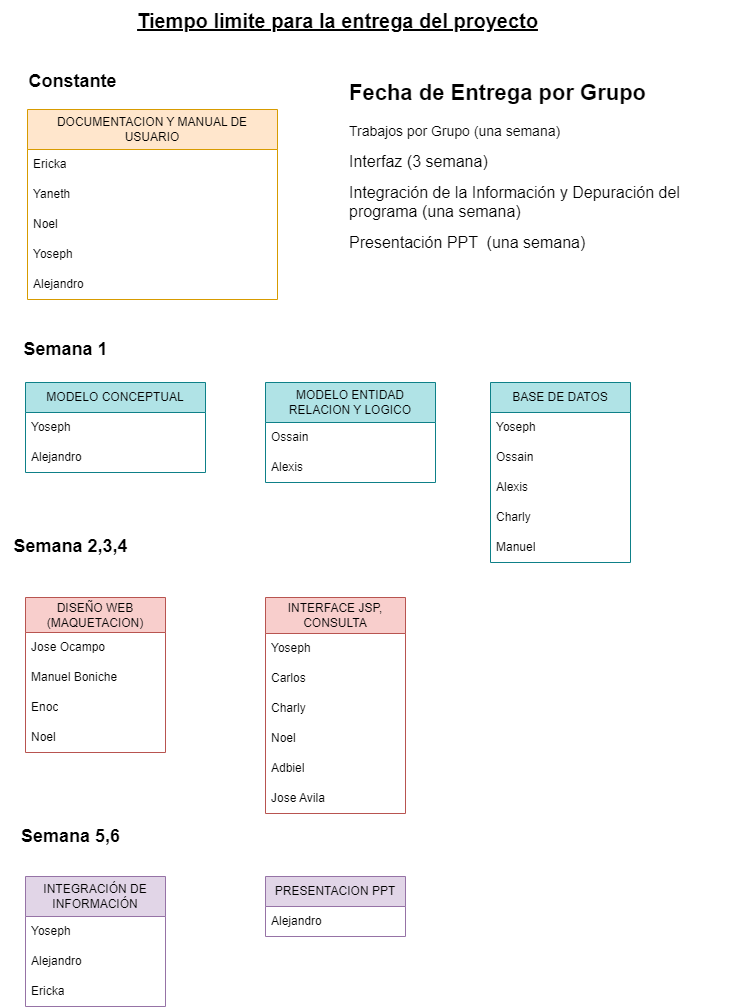 Tiempo limite para la entrega del proyecto
Constante
DOCUMENTACION Y MANUAL DE
USUARIO
Ericka
Yaneth
Noel
Yoseph
Alejandro
Fecha de Entrega por Grupo
Trabajos por Grupo (una semana)
Interfaz (3 semana)
Integración de la Información y Depuración del
programa (una semana)
Presentación PPT  (una semana)
Semana 1
MODELO CONCEPTUAL
Yoseph
Alejandro
MODELO ENTIDAD
RELACION Y LOGICO
Ossain
Alexis
BASE DE DATOS
Yoseph
Ossain
Alexis
Charly
Manuel
Semana 2,3,4
DISEÑO WEB
(MAQUETACION)
Jose Ocampo
Manuel Boniche
Enoc
Noel
INTERFACE JSP,
CONSULTA
Yoseph
Carlos
Charly
Noel
Adbiel
Jose Avila
Semana 5,6
INTEGRACIÓN DE
INFORMACIÓN
Yoseph
Alejandro
Ericka
PRESENTACION PPT
Alejandro